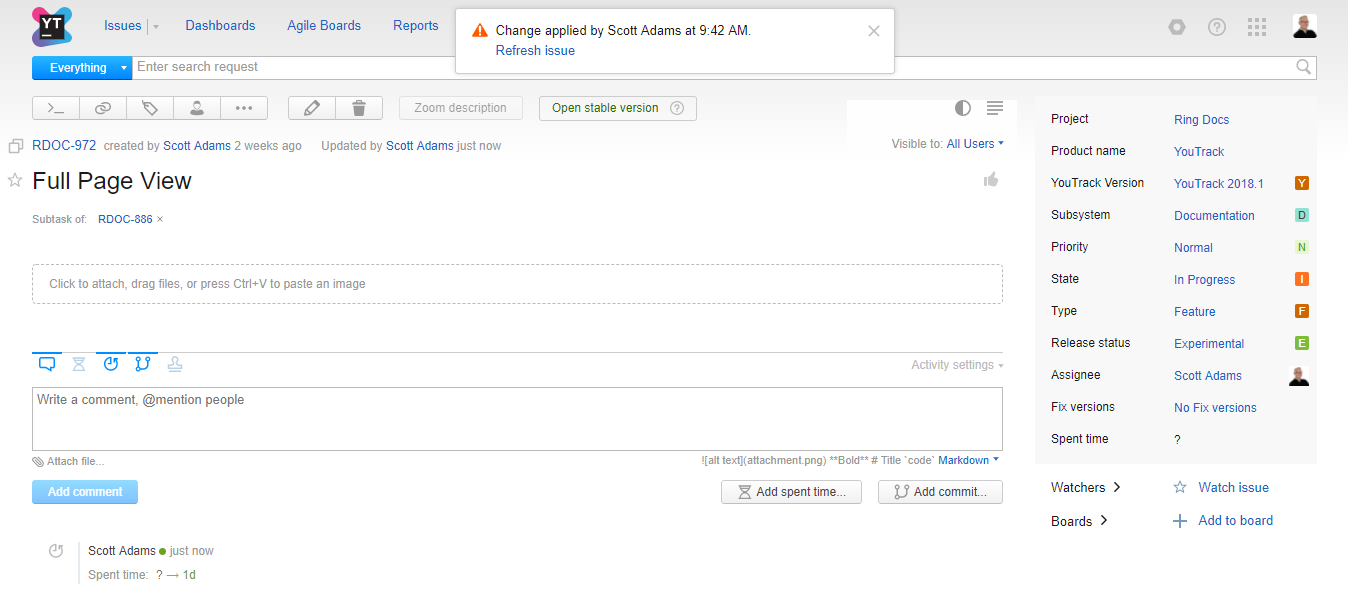 YT
Issues Dashboards Agile Boards Reports
Change applied by Scott Adams at 9:42 AM.
Refresh issue
Everything Enter search request
Zoom description Open stable version ?
RDOC-972 created by Scott Adams 2 weeks ago Updated by Scott Adams just now
Visible to: All Users
Full Page View
Subtask of: RDOC-886 ×
Click to attach, drag files, or press Ctrl+V to paste an image
Activity settings
Write a comment, @mention people
Attach file...
![alt text](attachment.png) **Bold** # Title `code` Markdown
Add comment Add spent time... Add commit...
Scott Adams just now
Spent time: ? → 1d
Project Ring Docs
Product name YouTrack
YouTrack Version YouTrack 2018.1 Y
Subsystem Documentation D
Priority Normal N
State In Progress I
Type Feature F
Release status Experimental E
Assignee Scott Adams
Fix versions No Fix versions
Spent time ?
Watchers Watch issue
Boards Add to board